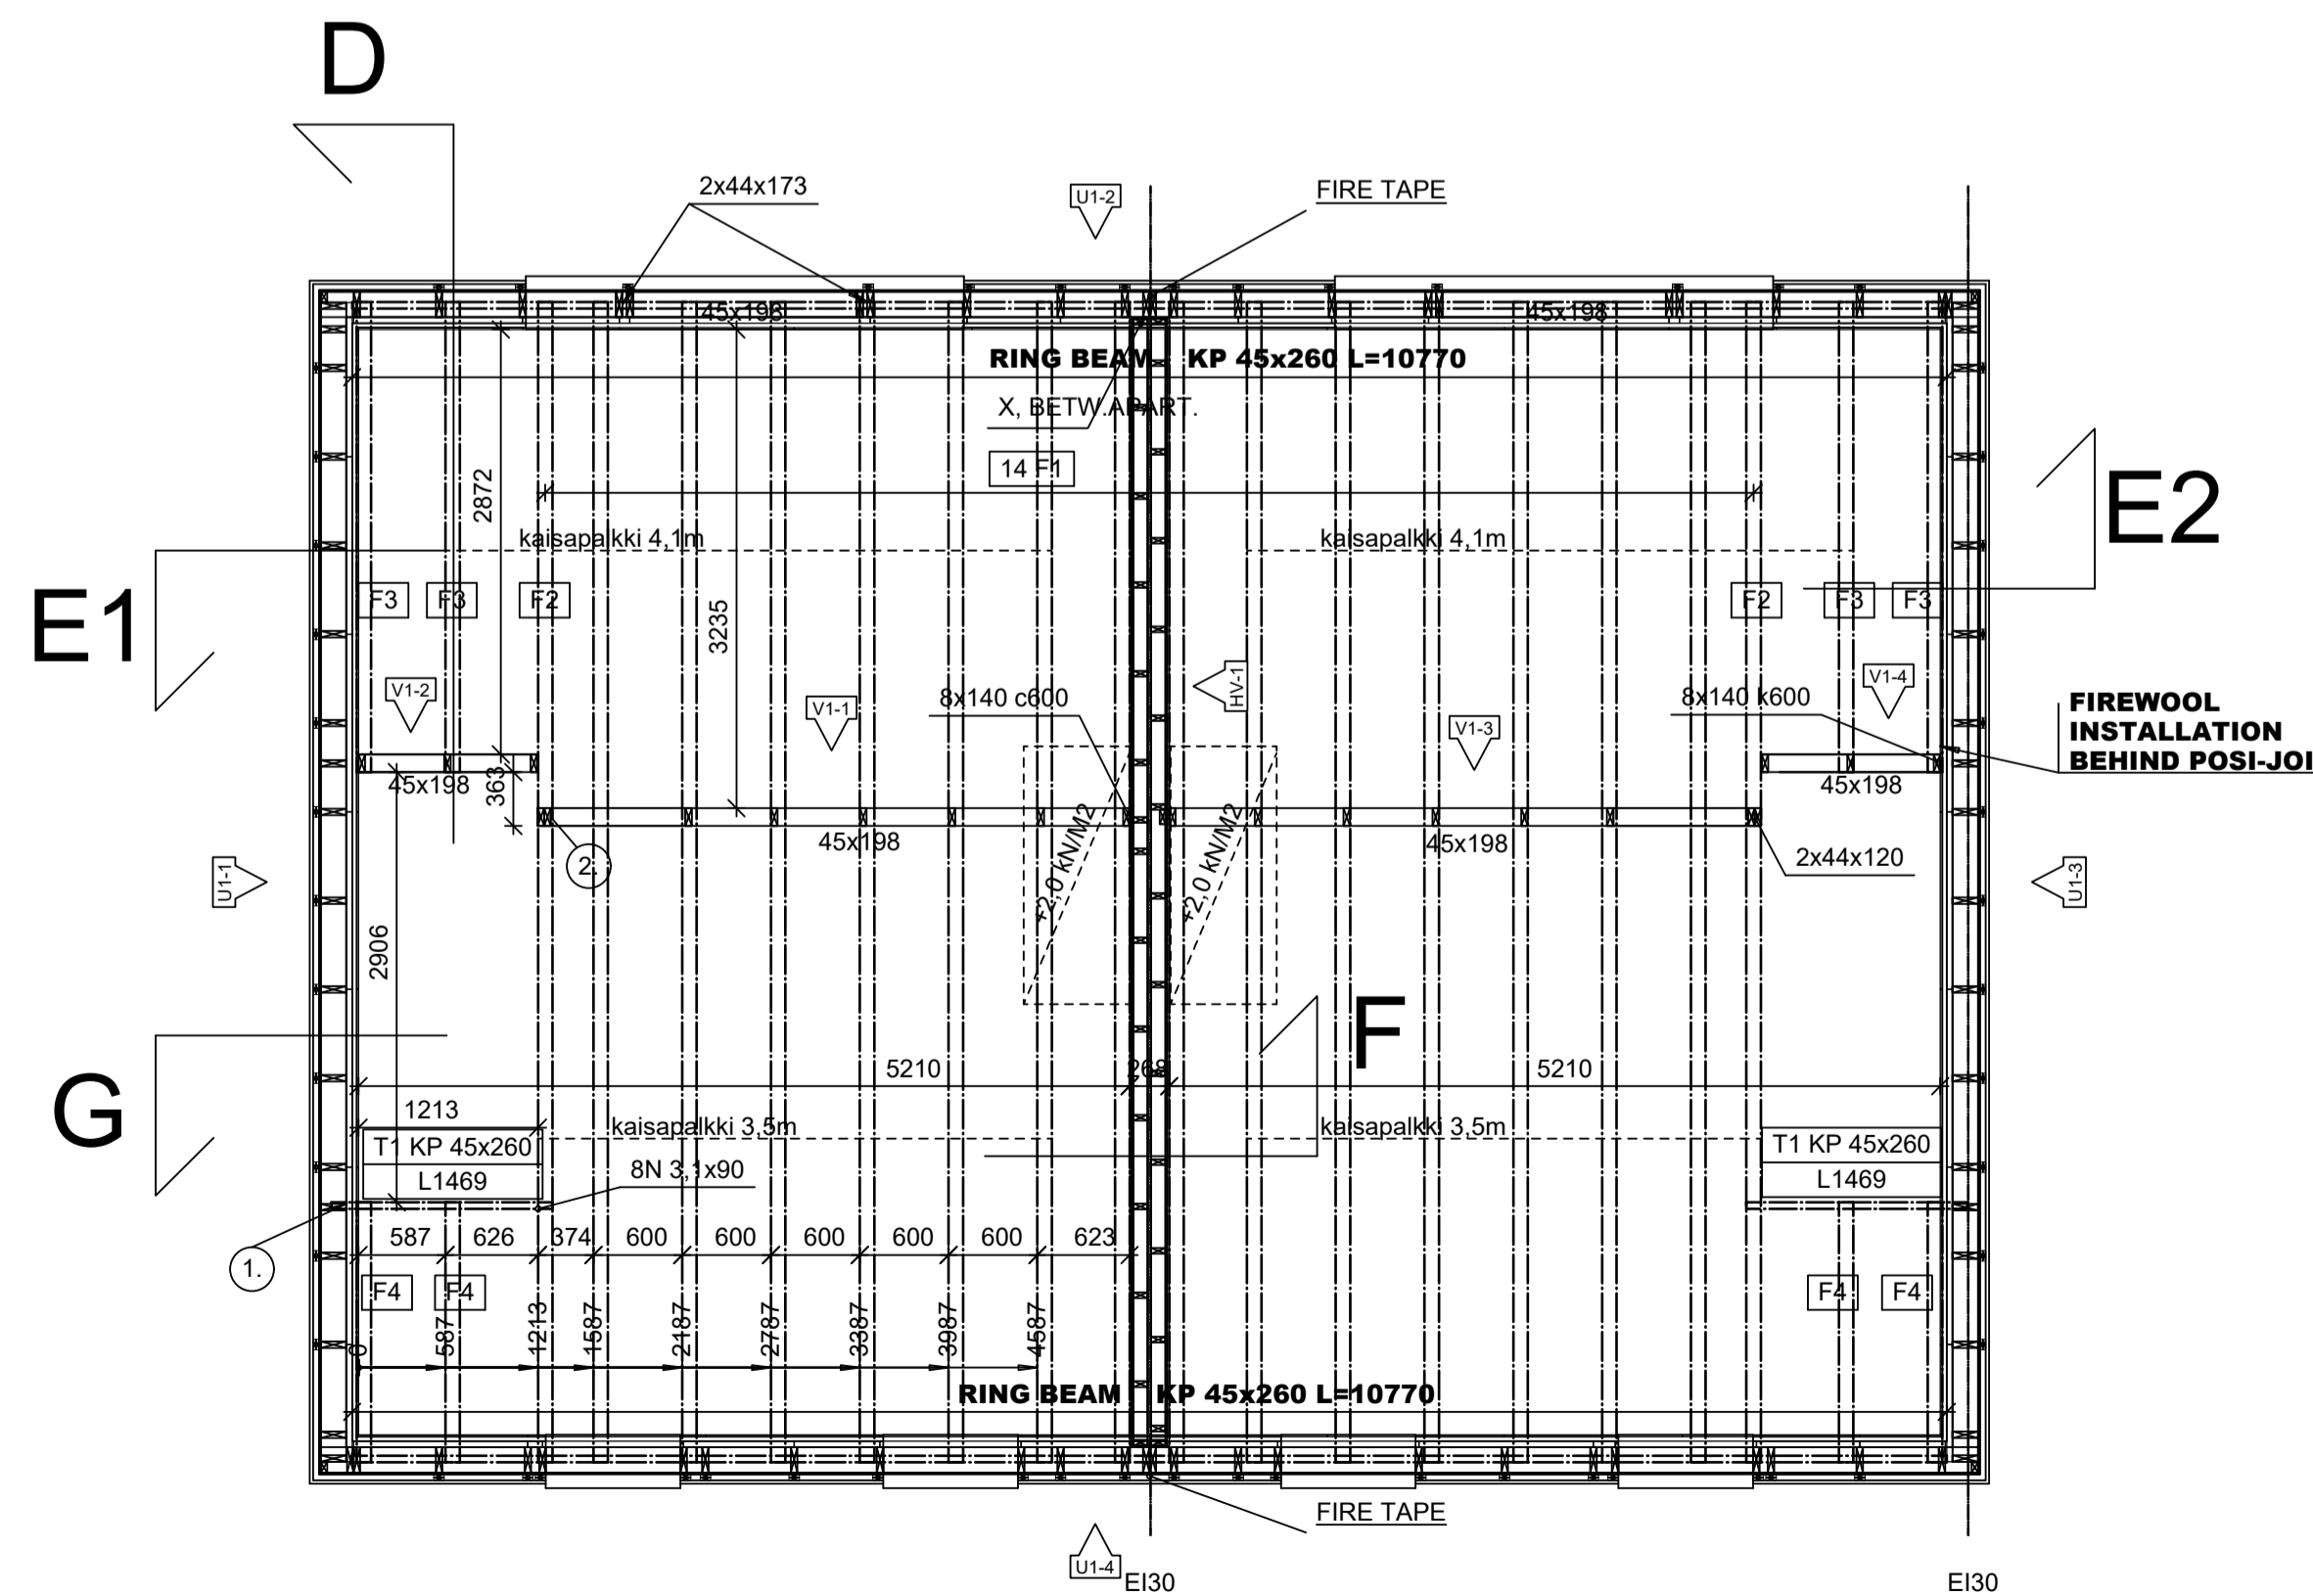 D
2x44x173
U1-2
FIRE TAPE
45x198
45x198
RING BEAM KP 45x260 L=10770
X, BETW.APART.
14 F1
2872
E2
kaisapalkki 4,1m
kaisapalkki 4,1m
E1
F3
F3
F2
3235
F2
F3
F3
V1-2
V1-1
8x140 c600
HV-1
V1-3
8x140 k600
V1-4
FIREWOOL
INSTALLATION
BEHIND POSI-JOI
45x198
363
45x198
45x198
45x198
+2,0 kN/M2
+2,0 kN/M2
2.
2x44x120
U1-1
U1-3
2906
F
G
5210
268
5210
1213
kaisapalkki 3,5m
kaisapalkki 3,5m
T1 KP 45x260
L1469
8N 3,1x90
T1 KP 45x260
L1469
587
626
374
600
600
600
600
600
623
1.
F4
F4
F4
F4
0
587
1213
1587
2187
2787
3387
3987
4587
RING BEAM KP 45x260 L=10770
FIRE TAPE
U1-4
EI30
EI30